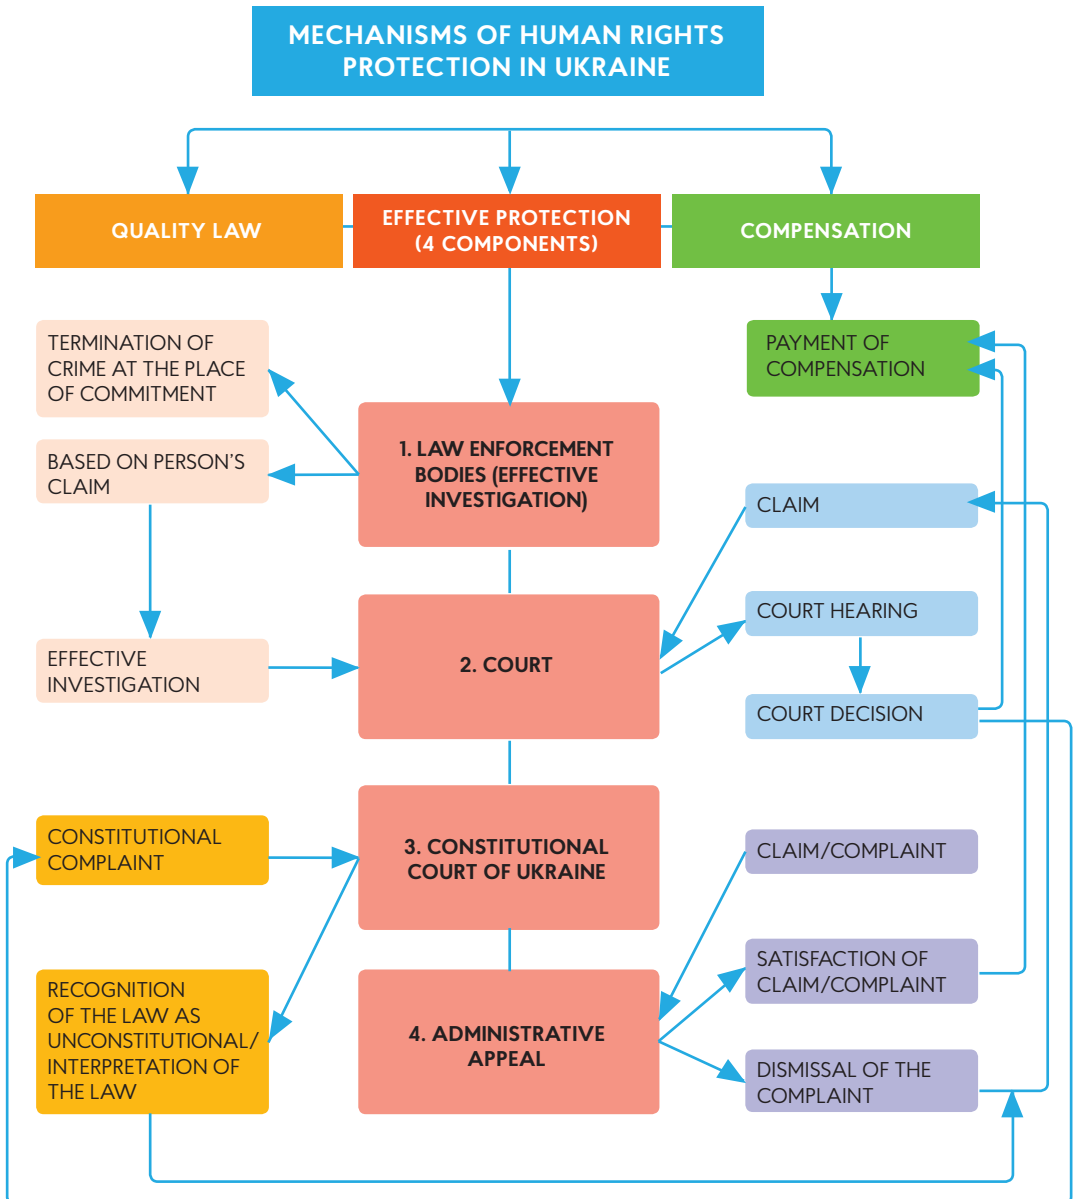 MECHANISMS OF HUMAN RIGHTS
PROTECTION IN UKRAINE
QUALITY LAW
EFFECTIVE PROTECTION
(4 COMPONENTS)
COMPENSATION
TERMINATION OF
CRIME AT THE PLACE
OF COMMITMENT
BASED ON PERSON'S
CLAIM
EFFECTIVE
INVESTIGATION
CONSTITUTIONAL
COMPLAINT
RECOGNITION
OF THE LAW AS
UNCONSTITUTIONAL/
INTERPRETATION OF
THE LAW
1. LAW ENFORCEMENT
BODIES (EFFECTIVE
INVESTIGATION)
2. COURT
3. CONSTITUTIONAL
COURT OF UKRAINE
4. ADMINISTRATIVE
APPEAL
PAYMENT OF
COMPENSATION
CLAIM
COURT HEARING
COURT DECISION
CLAIM/COMPLAINT
SATISFACTION OF
CLAIM/COMPLAINT
DISMISSAL OF THE
COMPLAINT